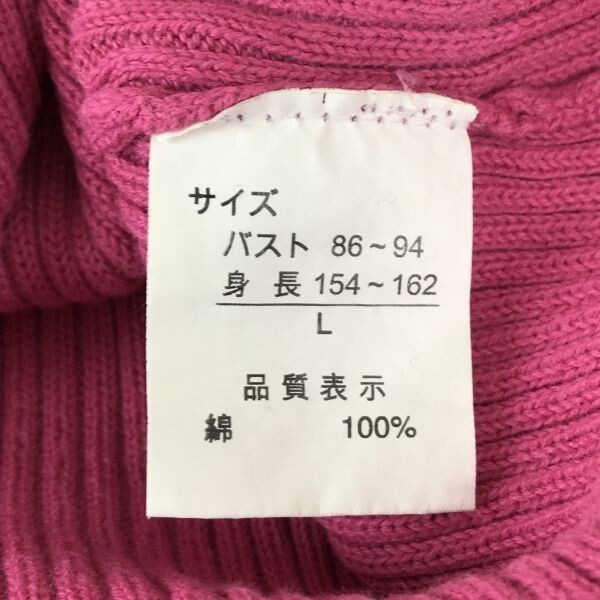 サイズ
バスト 86～94
身長 154～162
L
品質表示
綿 100%